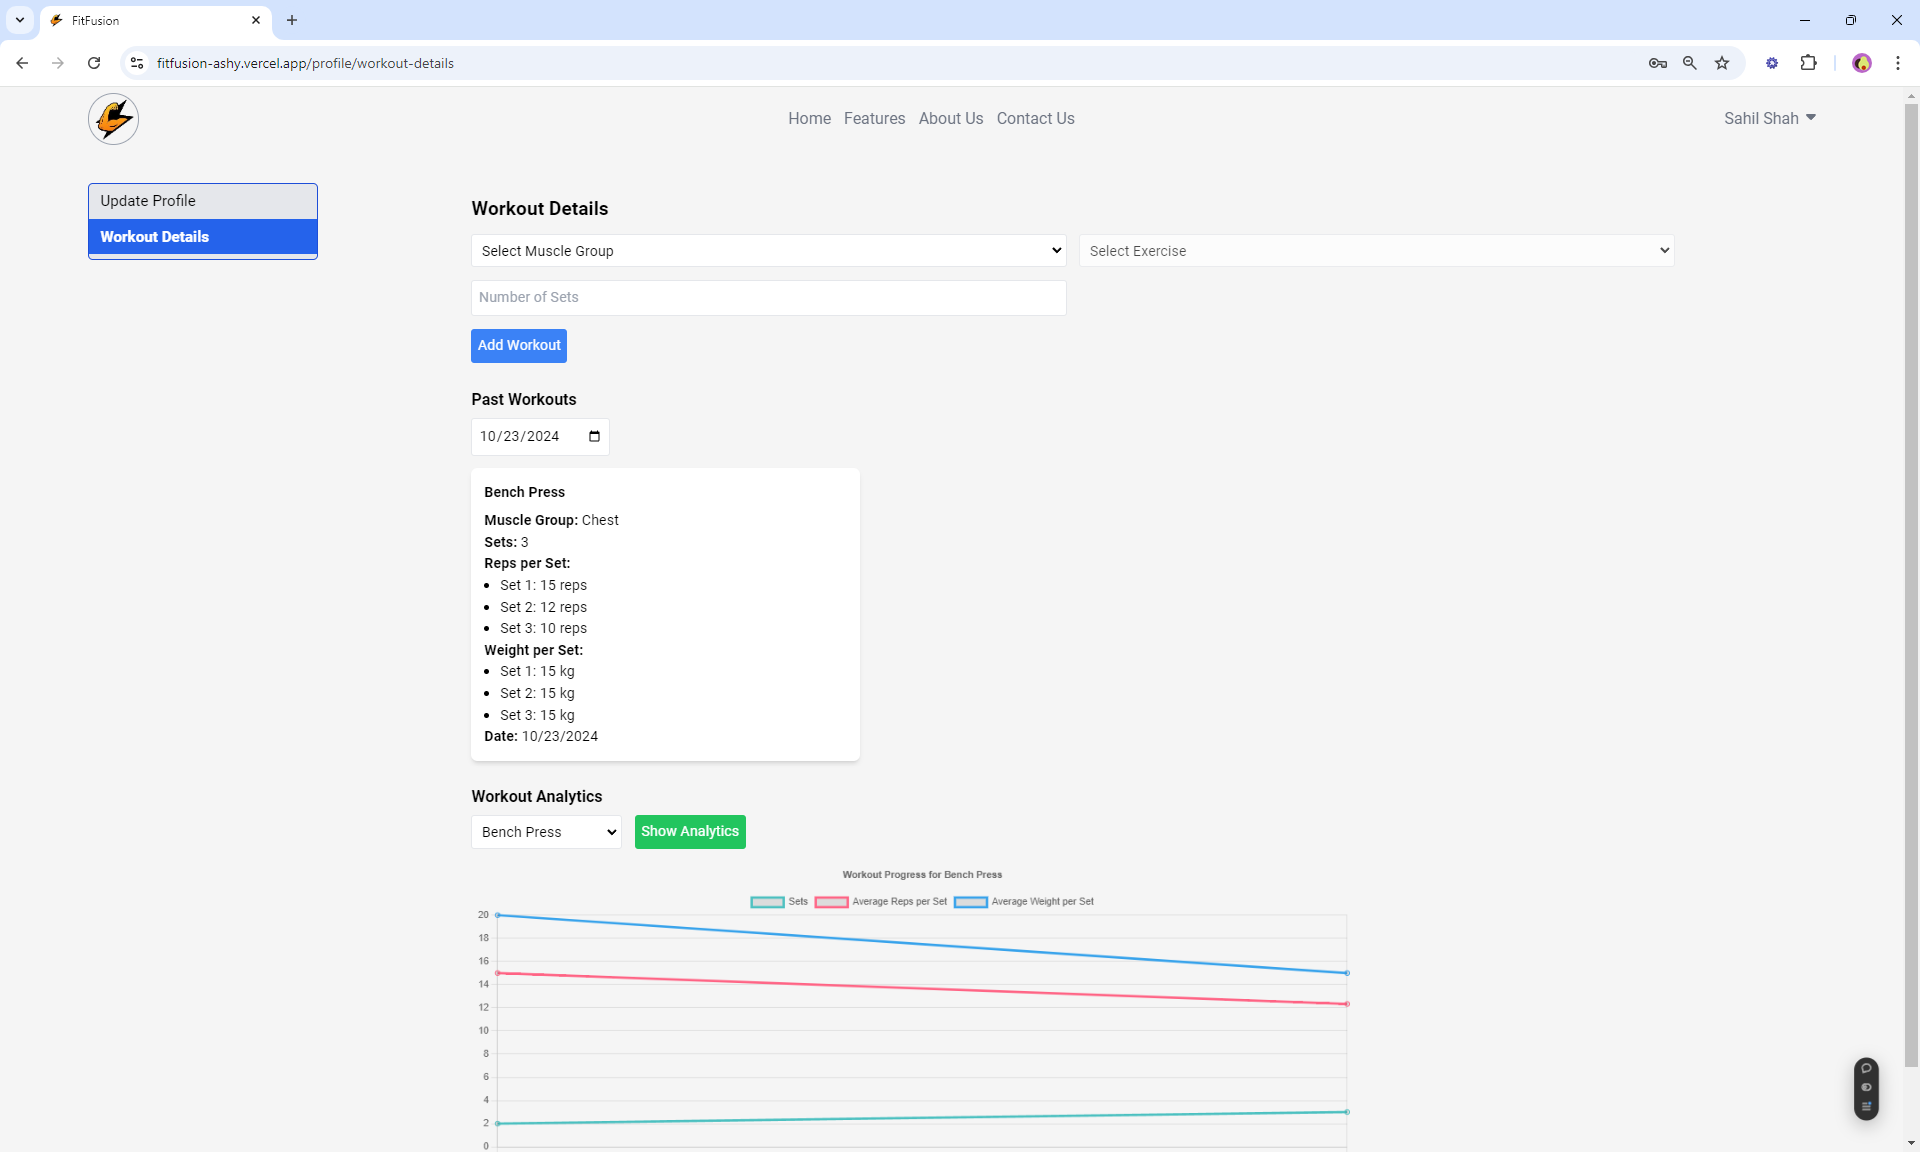 FitFusion
fitfusion-ashy.vercel.app/profile/workout-details
Home Features About Us Contact Us
Sahil Shah
Update Profile
Workout Details
Workout Details
Select Muscle Group
Select Exercise
Number of Sets
Add Workout
Past Workouts
10/23/2024
Bench Press
Muscle Group: Chest
Sets: 3
Reps per Set:
Set 1: 15 reps
Set 2: 12 reps
Set 3: 10 reps
Weight per Set:
Set 1: 15 kg
Set 2: 15 kg
Set 3: 15 kg
Date: 10/23/2024
Workout Analytics
Bench Press
Show Analytics
Workout Progress for Bench Press
Sets Average Reps per Set Average Weight per Set
20
18
16
14
12
10
8
6
4
2
0